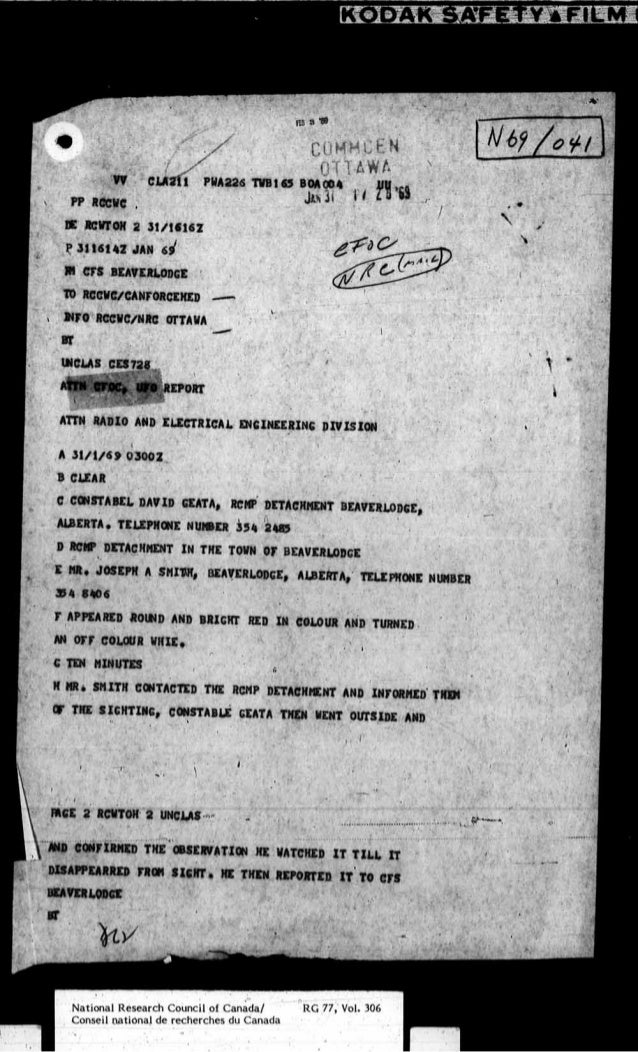 KODAK SAFETY FILM
COMMCEN
OTTAWA
N69/041
VV CLA211 PWA226 TWB165 BOA004
JAN 31 '69
PP RCCWC .
DE RCWTOH 2 31/1616Z
P 311614Z JAN 69
FM CFS BEAVERLODGE
CFOC
NRC (MAIL)
TO RCCWC/CANFORCEHED
INFO RCCWC/NRC OTTAWA
BT
UNCLAS CES728
ATTN CFOC, UFO REPORT
ATTN RADIO AND ELECTRICAL ENGINEERING DIVISION
A 31/1/69 0300Z
B CLEAR
C CONSTABEL DAVID GEATA, RCMP DETACHMENT BEAVERLODGE,
ALBERTA. TELEPHONE NUMBER 354 2485
D RCMP DETACHMENT IN THE TOWN OF BEAVERLODGE
E MR. JOSEPH A SMITH, BEAVERLODGE, ALBERTA, TELEPHONE NUMBER
354 8406
F APPEARED ROUND AND BRIGHT RED IN COLOUR AND TURNED
AN OFF COLOUR WHIE.
G TEN MINUTES
H MR. SMITH CONTACTED THE RCMP DETACHMENT AND INFORMED THEM
OF THE SIGHTING, CONSTABLE GEATA THEN WENT OUTSIDE AND
PAGE 2 RCWTOH 2 UNCLAS
AND CONFIRMED THE OBSERVATION HE WATCHED IT TILL IT
DISAPPEARRED FROM SIGHT. HE THEN REPORTED IT TO CFS
BEAVERLODGE
BT
National Research Council of Canada/ RG 77, Vol. 306
Conseil national de recherches du Canada